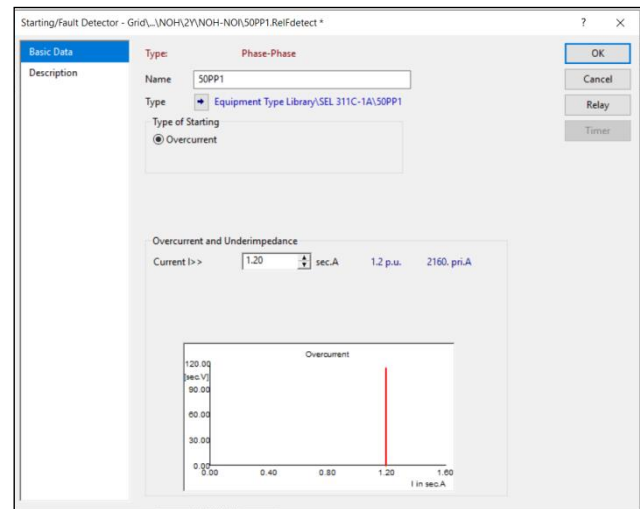 Starting/Fault Detector - Grid\...\NOH\2Y\NOH-NOI\50PP1.RelFdetect *
? ×
Basic Data
Description
Type: Phase-Phase
Name 50PP1
Type Equipment Type Library\SEL 311C-1A\50PP1
Type of Starting
Overcurrent
OK
Cancel
Relay
Timer
Overcurrent and Underimpedance
Current I>> 1.20 sec.A 1.2 p.u. 2160. pri.A
Overcurrent
120.00
[sec.V]
90.00
60.00
30.00
0.00
0.00 0.40 0.80 1.20 1.60
I in sec.A